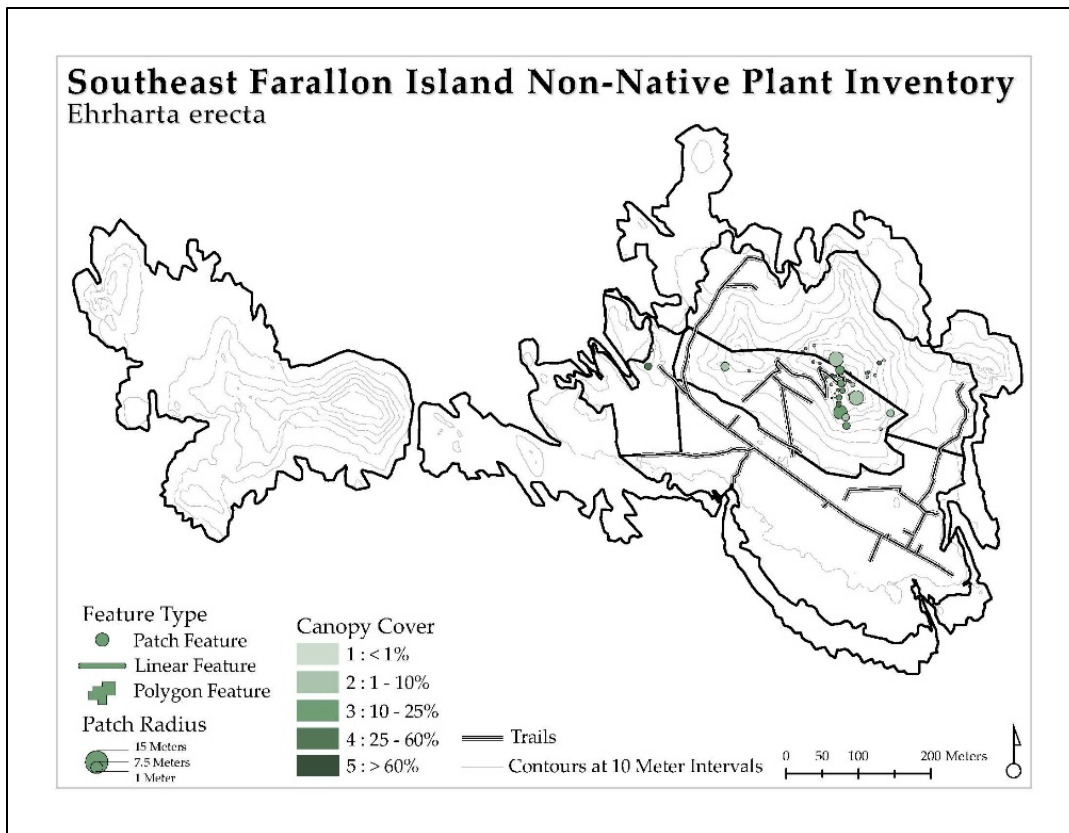 Southeast Farallon Island Non-Native Plant Inventory
Ehrharta erecta
Feature Type
Patch Feature
Linear Feature
Polygon Feature
Patch Radius
15 Meters
7.5 Meters
1 Meter
Canopy Cover
1 : < 1%
2 : 1 - 10%
3 : 10 - 25%
4 : 25 - 60%
5 : > 60%
Trails
Contours at 10 Meter Intervals
0 50 100 200 Meters